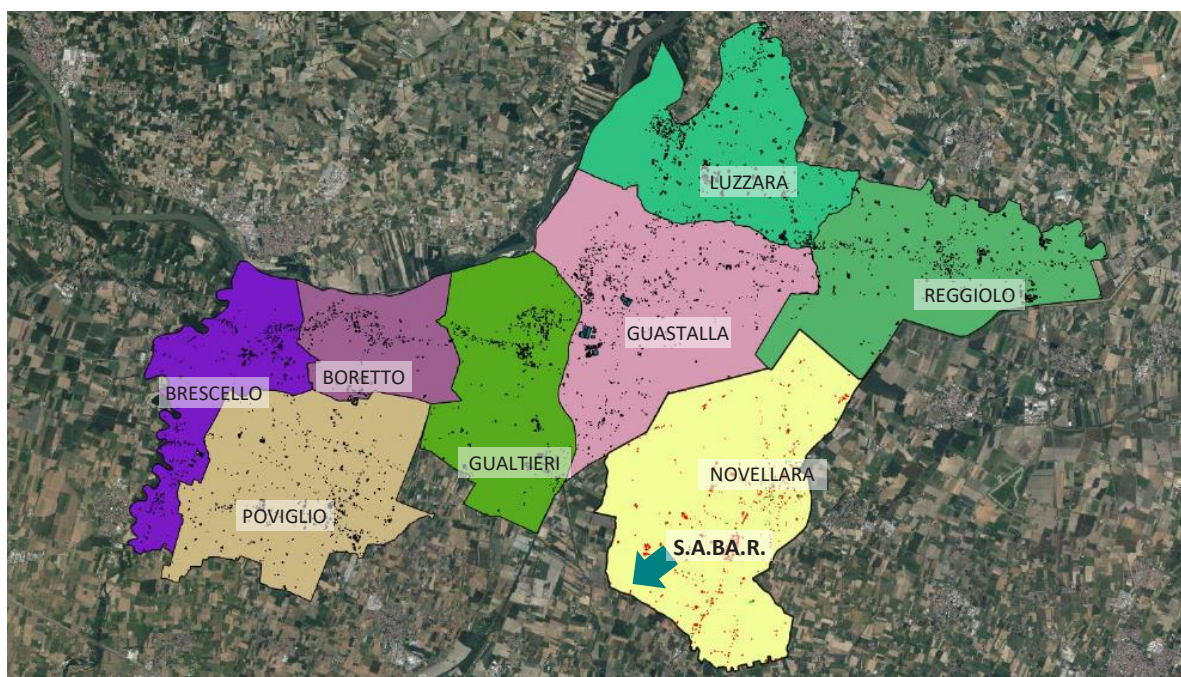 LUZZARA
REGGIOLO
GUASTALLA
BORETTO
BRESCELLO
GUALTIERI
NOVELLARA
POVIGLIO
S.A.BA.R.